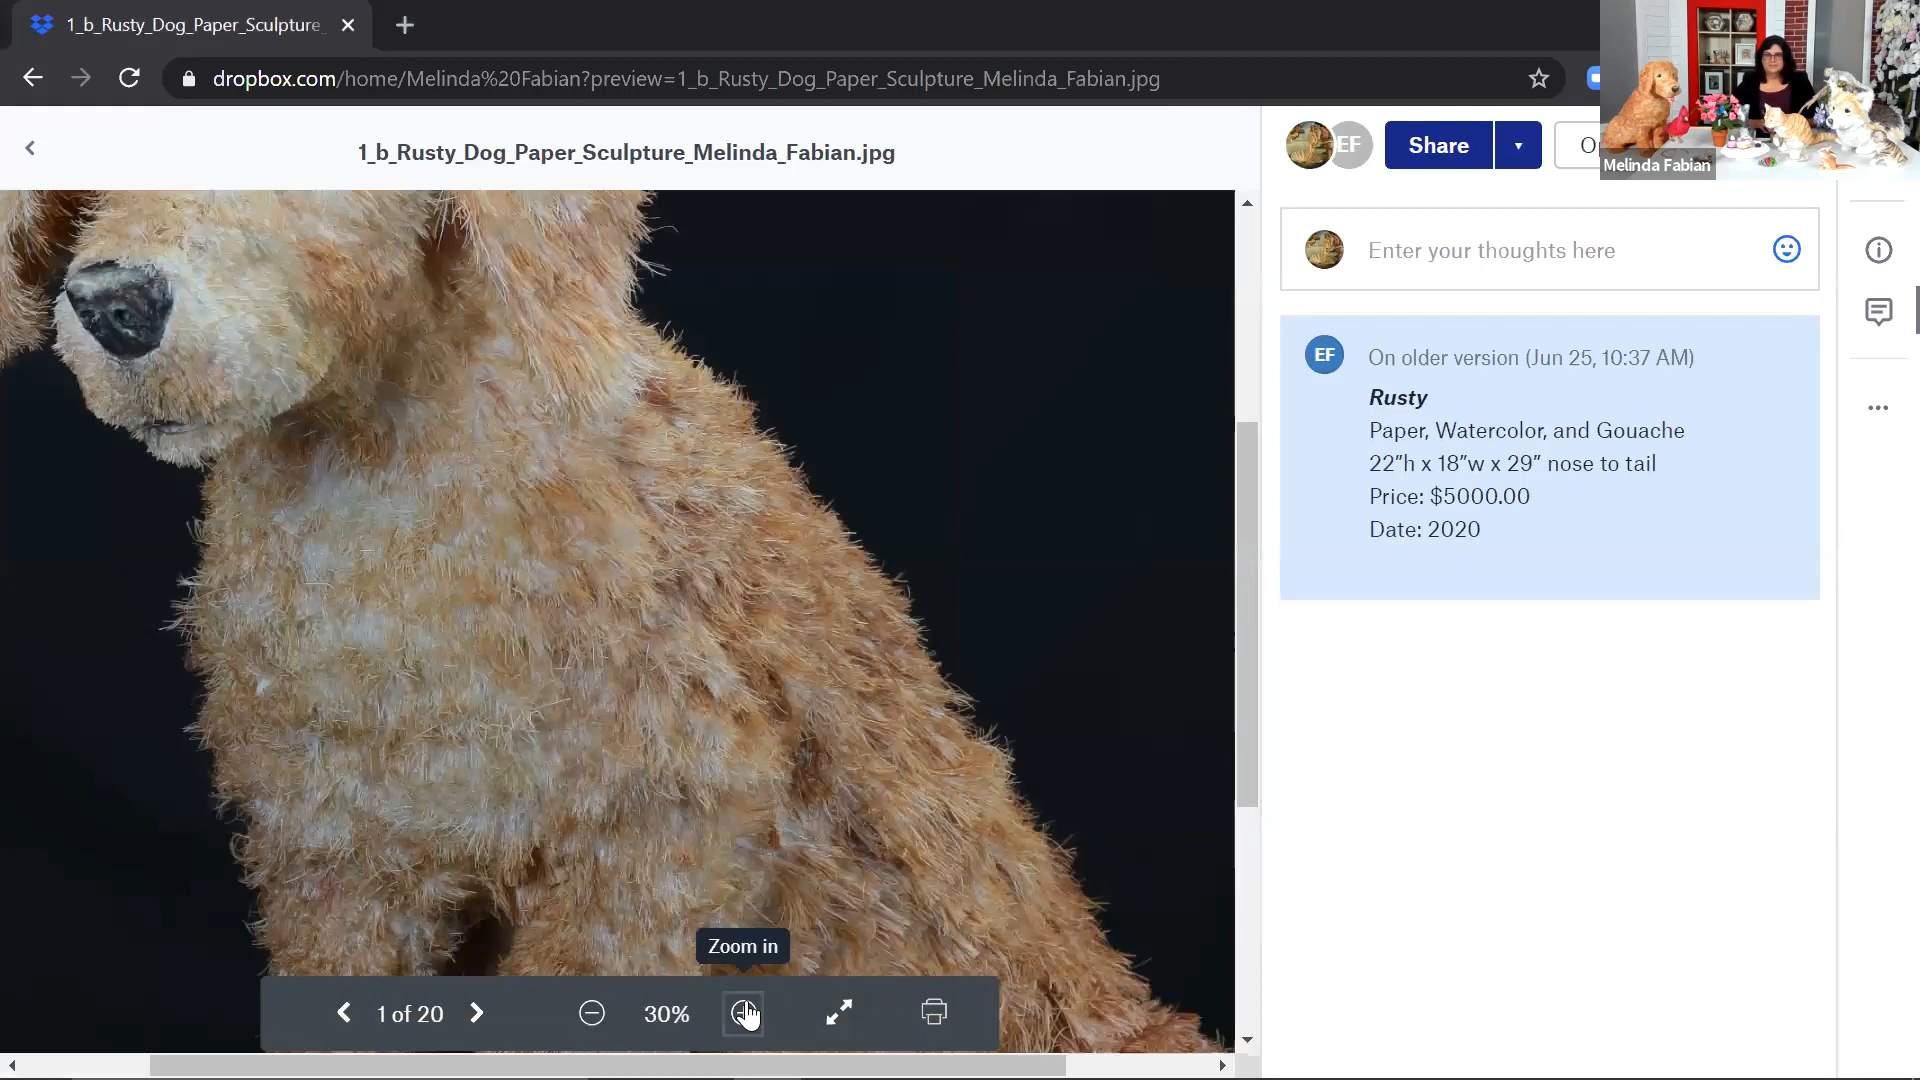 1_b_Rusty_Dog_Paper_Sculpture_
dropbox.com/home/Melinda%20Fabian?preview=1_b_Rusty_Dog_Paper_Sculpture_Melinda_Fabian.jpg
1_b_Rusty_Dog_Paper_Sculpture_Melinda_Fabian.jpg
EF
Share
Melinda Fabian
Enter your thoughts here
EF
On older version (Jun 25, 10:37 AM)
Rusty
Paper, Watercolor, and Gouache
22”h x 18”w x 29” nose to tail
Price: $5000.00
Date: 2020
Zoom in
1 of 20
30%